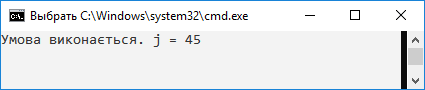 Выбрать C:\Windows\system32\cmd.exe
Умова виконається. j = 45